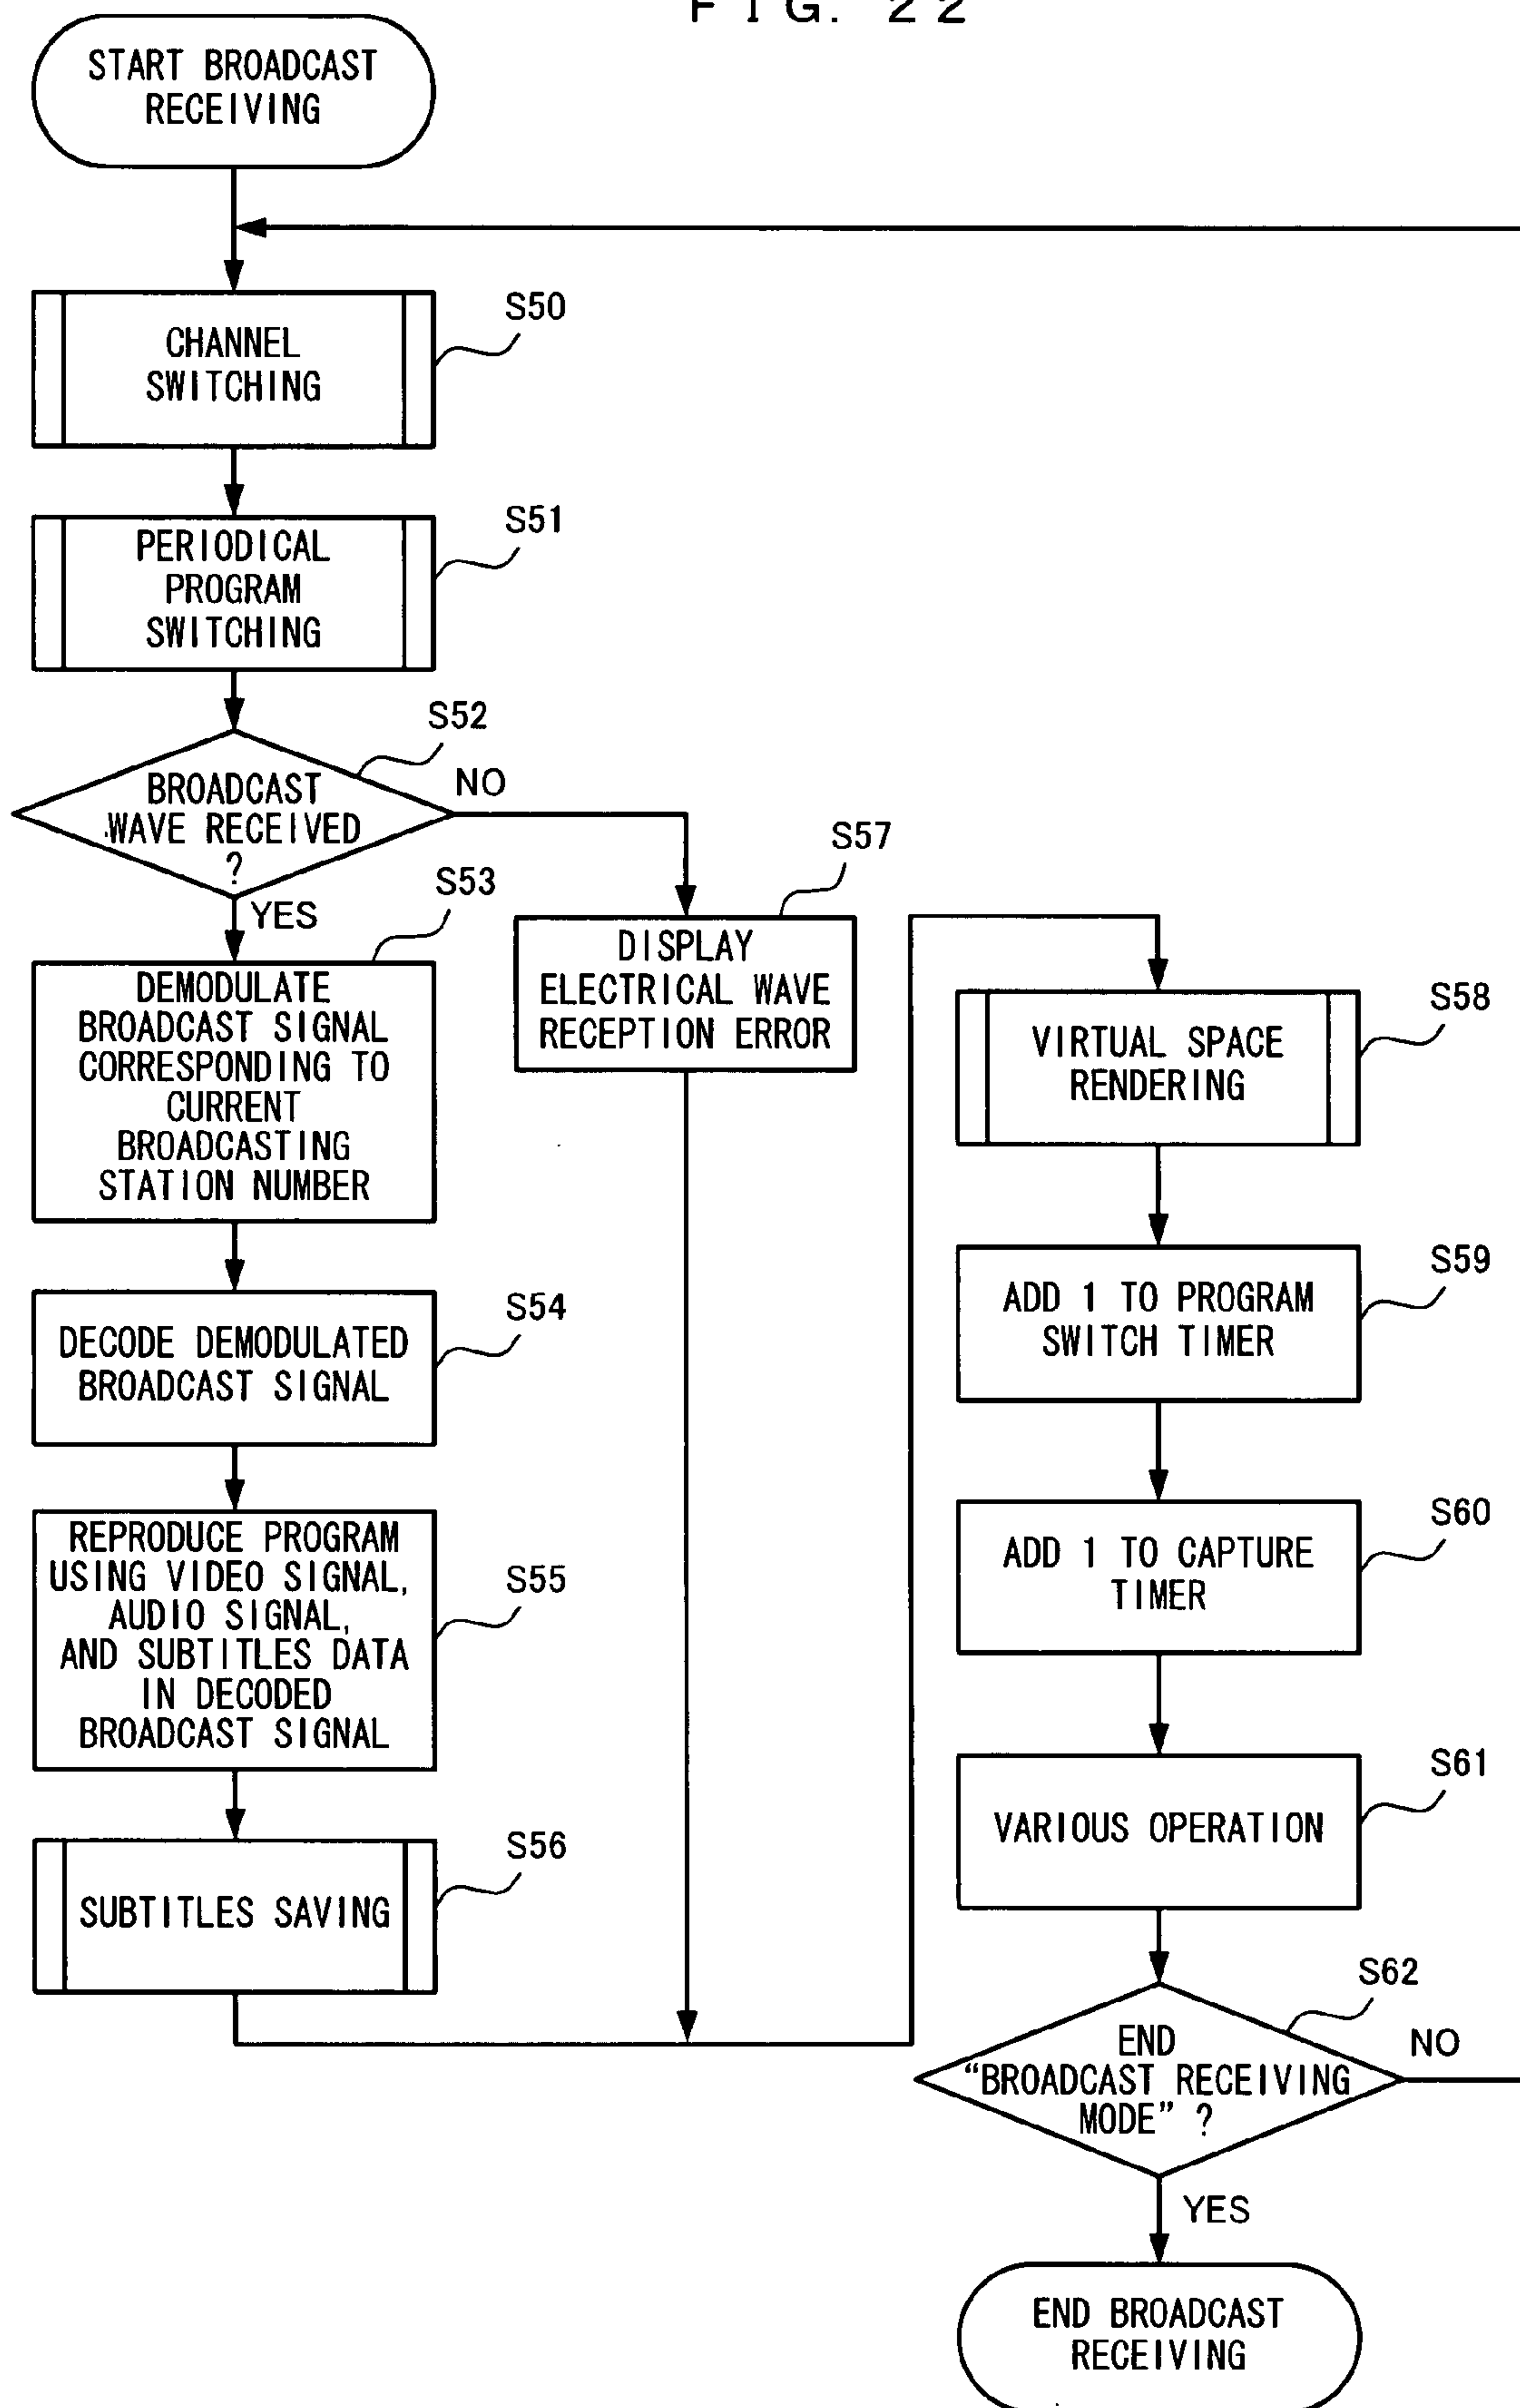 FIG. 22
START BROADCAST
RECEIVING
S50
CHANNEL
SWITCHING
S51
PERIODICAL
PROGRAM
SWITCHING
S52
BROADCAST
WAVE RECEIVED
?
NO
YES
S53
DEMODULATE
BROADCAST SIGNAL
CORRESPONDING TO
CURRENT
BROADCASTING
STATION NUMBER
S54
DECODE DEMODULATED
BROADCAST SIGNAL
S55
REPRODUCE PROGRAM
USING VIDEO SIGNAL,
AUDIO SIGNAL,
AND SUBTITLES DATA
IN DECODED
BROADCAST SIGNAL
S56
SUBTITLES SAVING
S57
DISPLAY
ELECTRICAL WAVE
RECEPTION ERROR
S58
VIRTUAL SPACE
RENDERING
S59
ADD 1 TO PROGRAM
SWITCH TIMER
S60
ADD 1 TO CAPTURE
TIMER
S61
VARIOUS OPERATION
S62
END
“BROADCAST RECEIVING
MODE” ?
NO
YES
END BROADCAST
RECEIVING